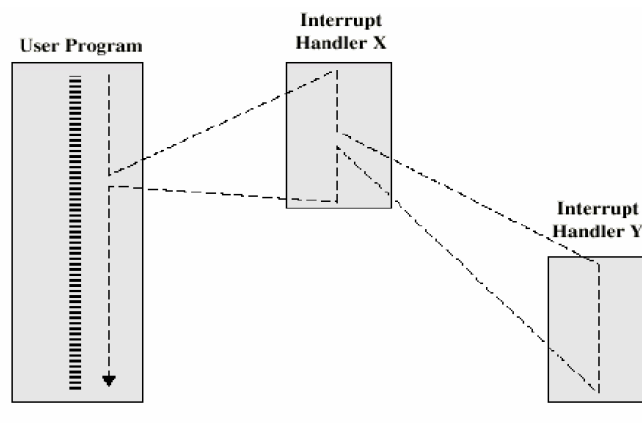 User Program
Interrupt
Handler X
Interrupt
Handler Y